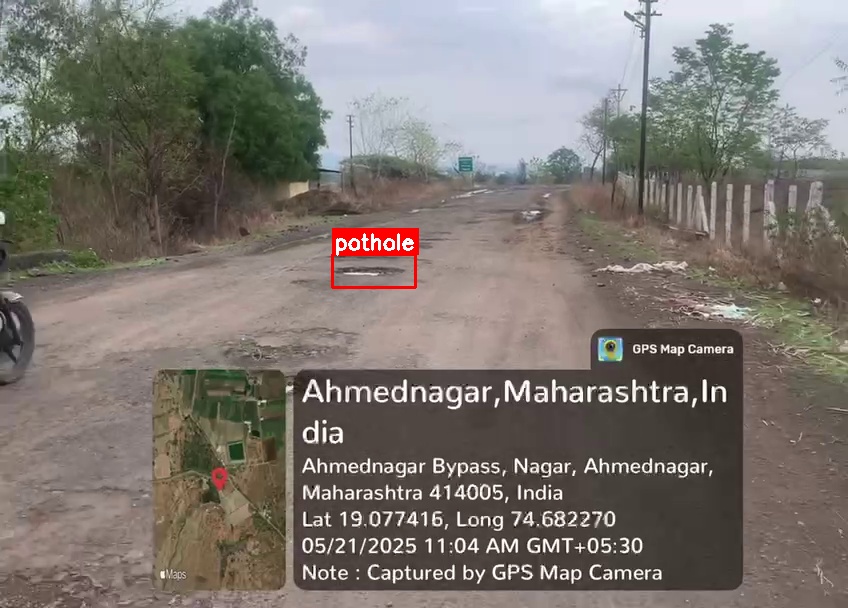 pothole
GPS Map Camera
Ahmednagar,Maharashtra,In
dia
Ahmednagar Bypass, Nagar, Ahmednagar,
Maharashtra 414005, India
Lat 19.077416, Long 74.682270
05/21/2025 11:04 AM GMT+05:30
Note : Captured by GPS Map Camera
Maps